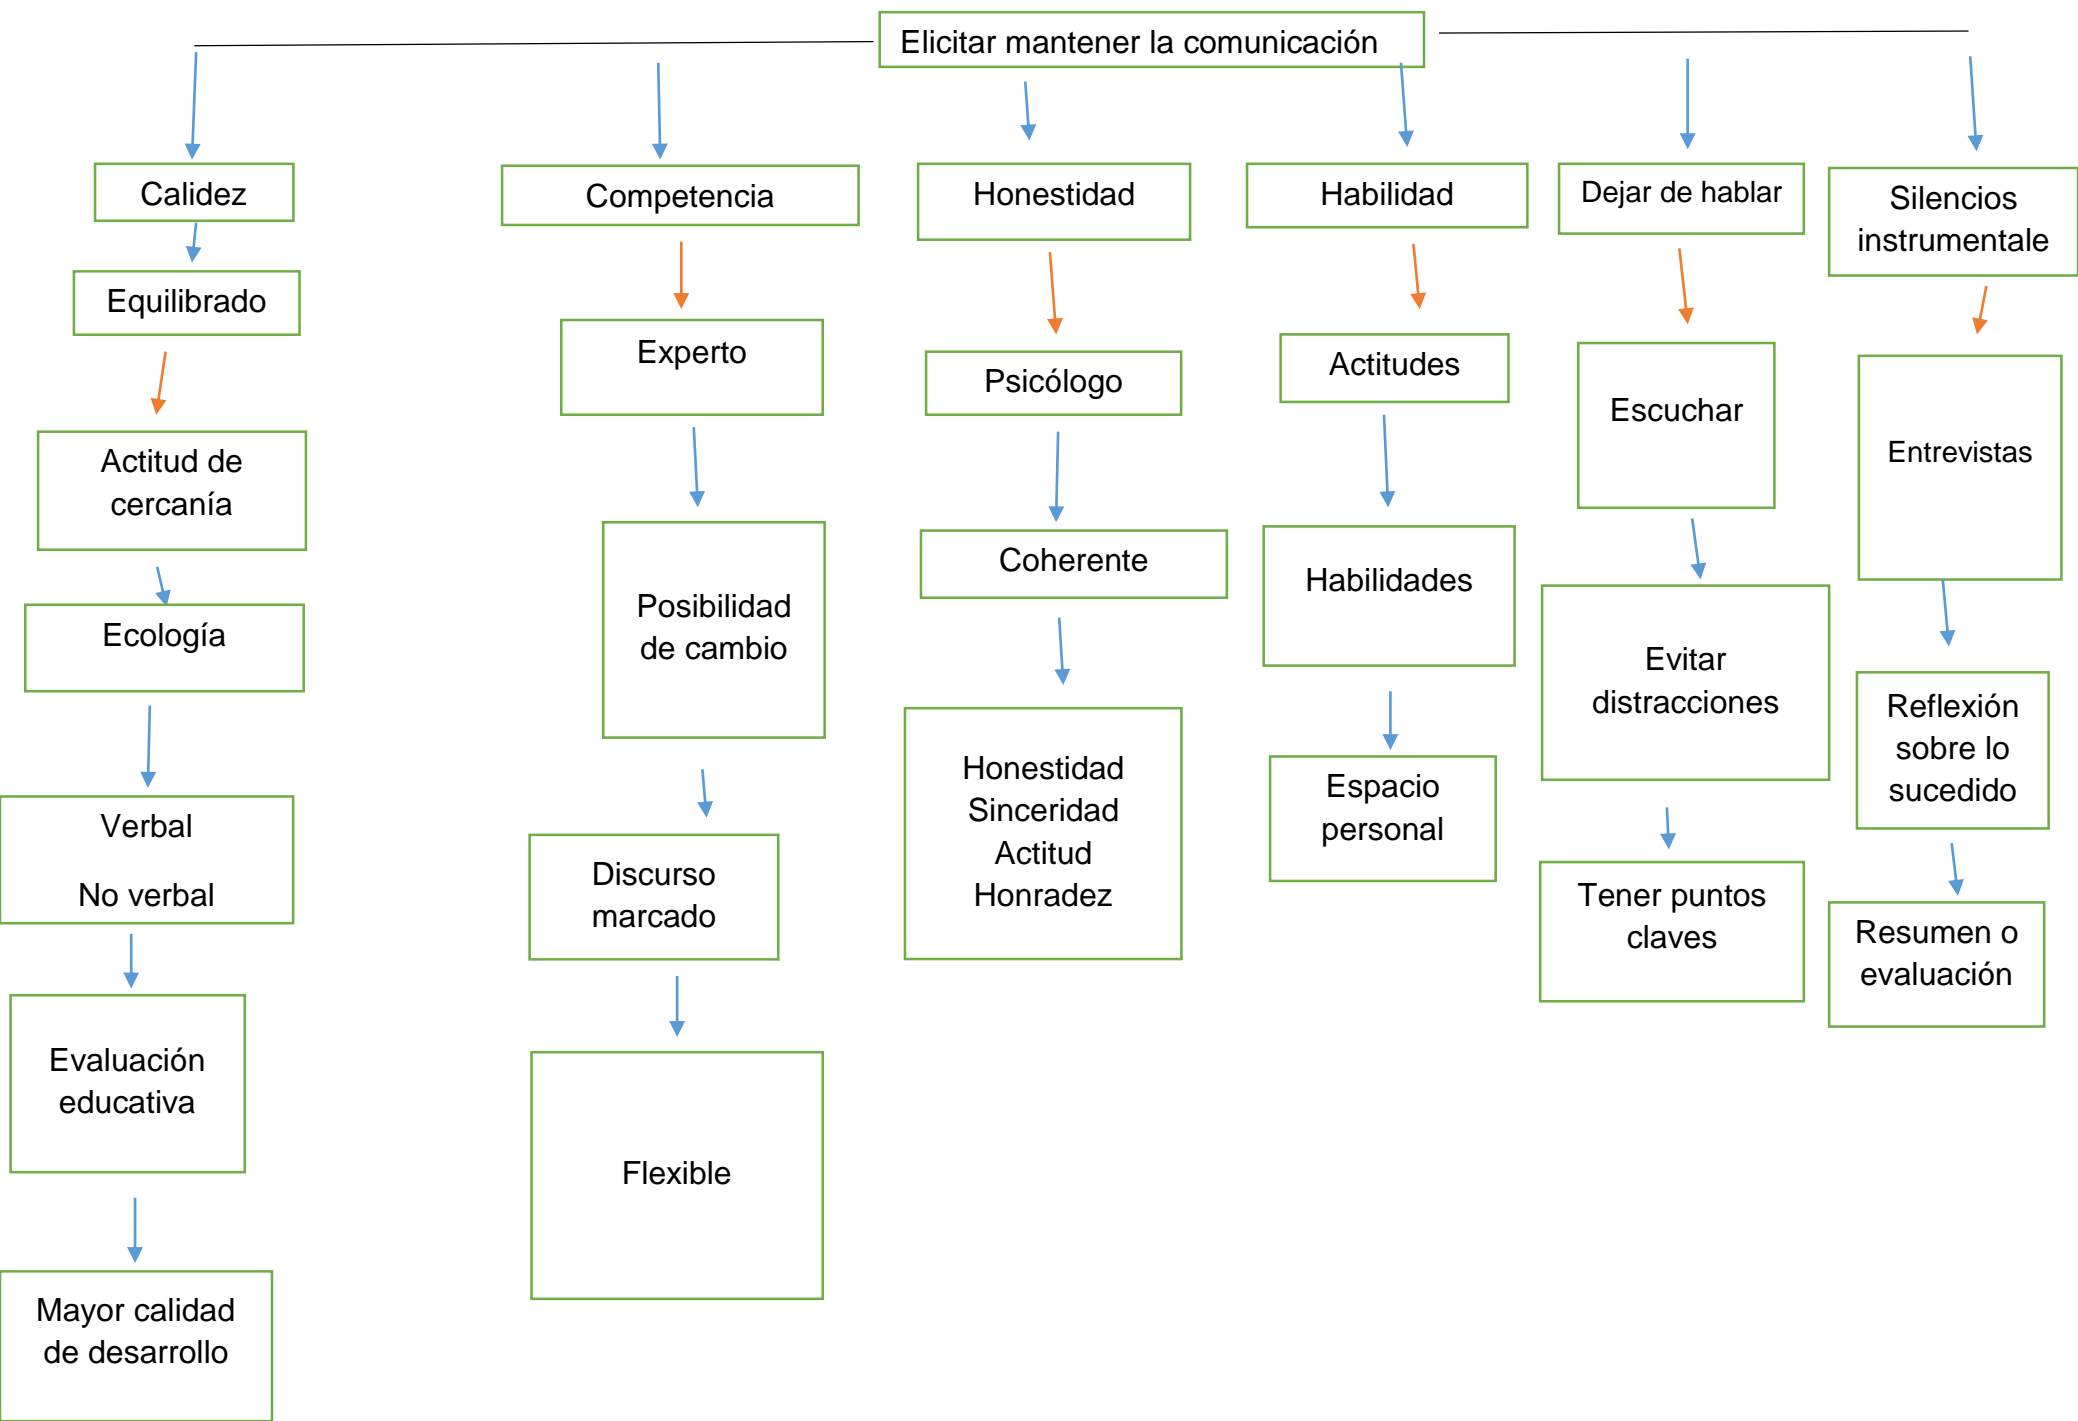 Elicitar mantener la comunicación
Calidez
Equilibrado
Actitud de
cercanía
Ecología
Verbal
No verbal
Evaluación
educativa
Mayor calidad
de desarrollo
Competencia
Experto
Posibilidad
de cambio
Discurso
marcado
Flexible
Honestidad
Psicólogo
Coherente
Honestidad
Sinceridad
Actitud
Honradez
Habilidad
Actitudes
Habilidades
Espacio
personal
Dejar de hablar
Escuchar
Evitar
distracciones
Tener puntos
claves
Silencios
instrumentale
Entrevistas
Reflexión
sobre lo
sucedido
Resumen o
evaluación